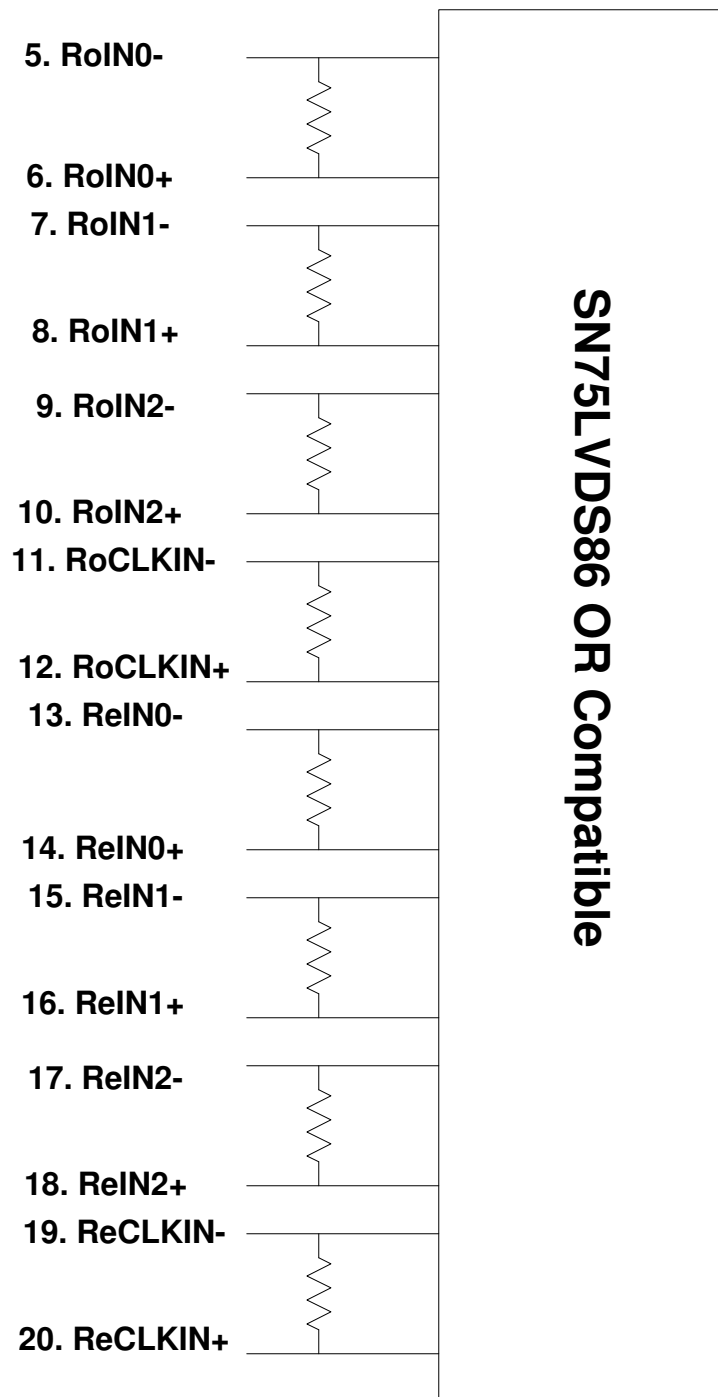 5. RoIN0-
6. RoIN0+
7. RoIN1-
8. RoIN1+
9. RoIN2-
10. RoIN2+
11. RoCLKIN-
12. RoCLKIN+
13. ReIN0-
14. ReIN0+
15. ReIN1-
16. ReIN1+
17. ReIN2-
18. ReIN2+
19. ReCLKIN-
20. ReCLKIN+
SN75LVDS86 OR Compatible